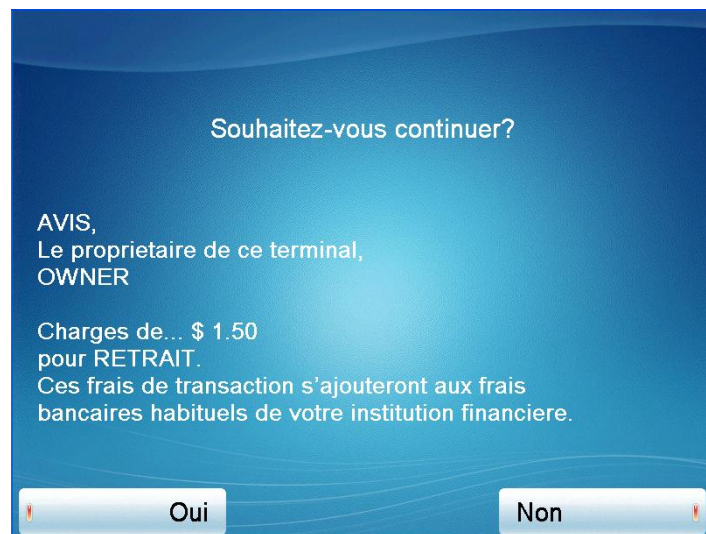 Souhaitez-vous continuer?
AVIS,
Le proprietaire de ce terminal,
OWNER
Charges de... $ 1.50
pour RETRAIT.
Ces frais de transaction s'ajouteront aux frais
bancaires habituels de votre institution financiere.
Oui
Non